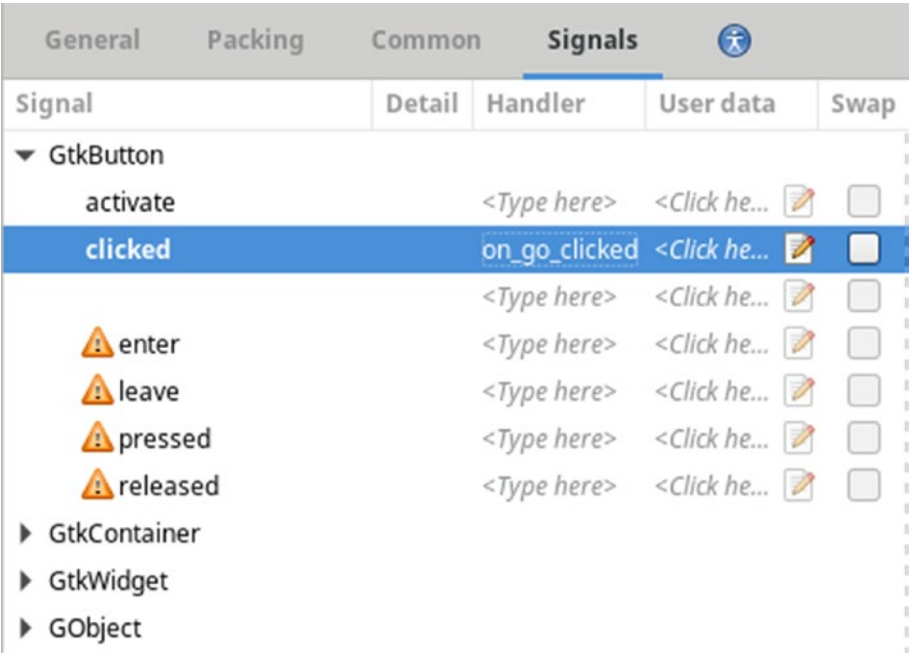 General Packing Common Signals
Signal Detail Handler User data Swap
GtkButton
activate <Type here> <Click he...
clicked on_go_clicked <Click he...
<Type here> <Click he...
enter <Type here> <Click he...
leave <Type here> <Click he...
pressed <Type here> <Click he...
released <Type here> <Click he...
GtkContainer
GtkWidget
GObject